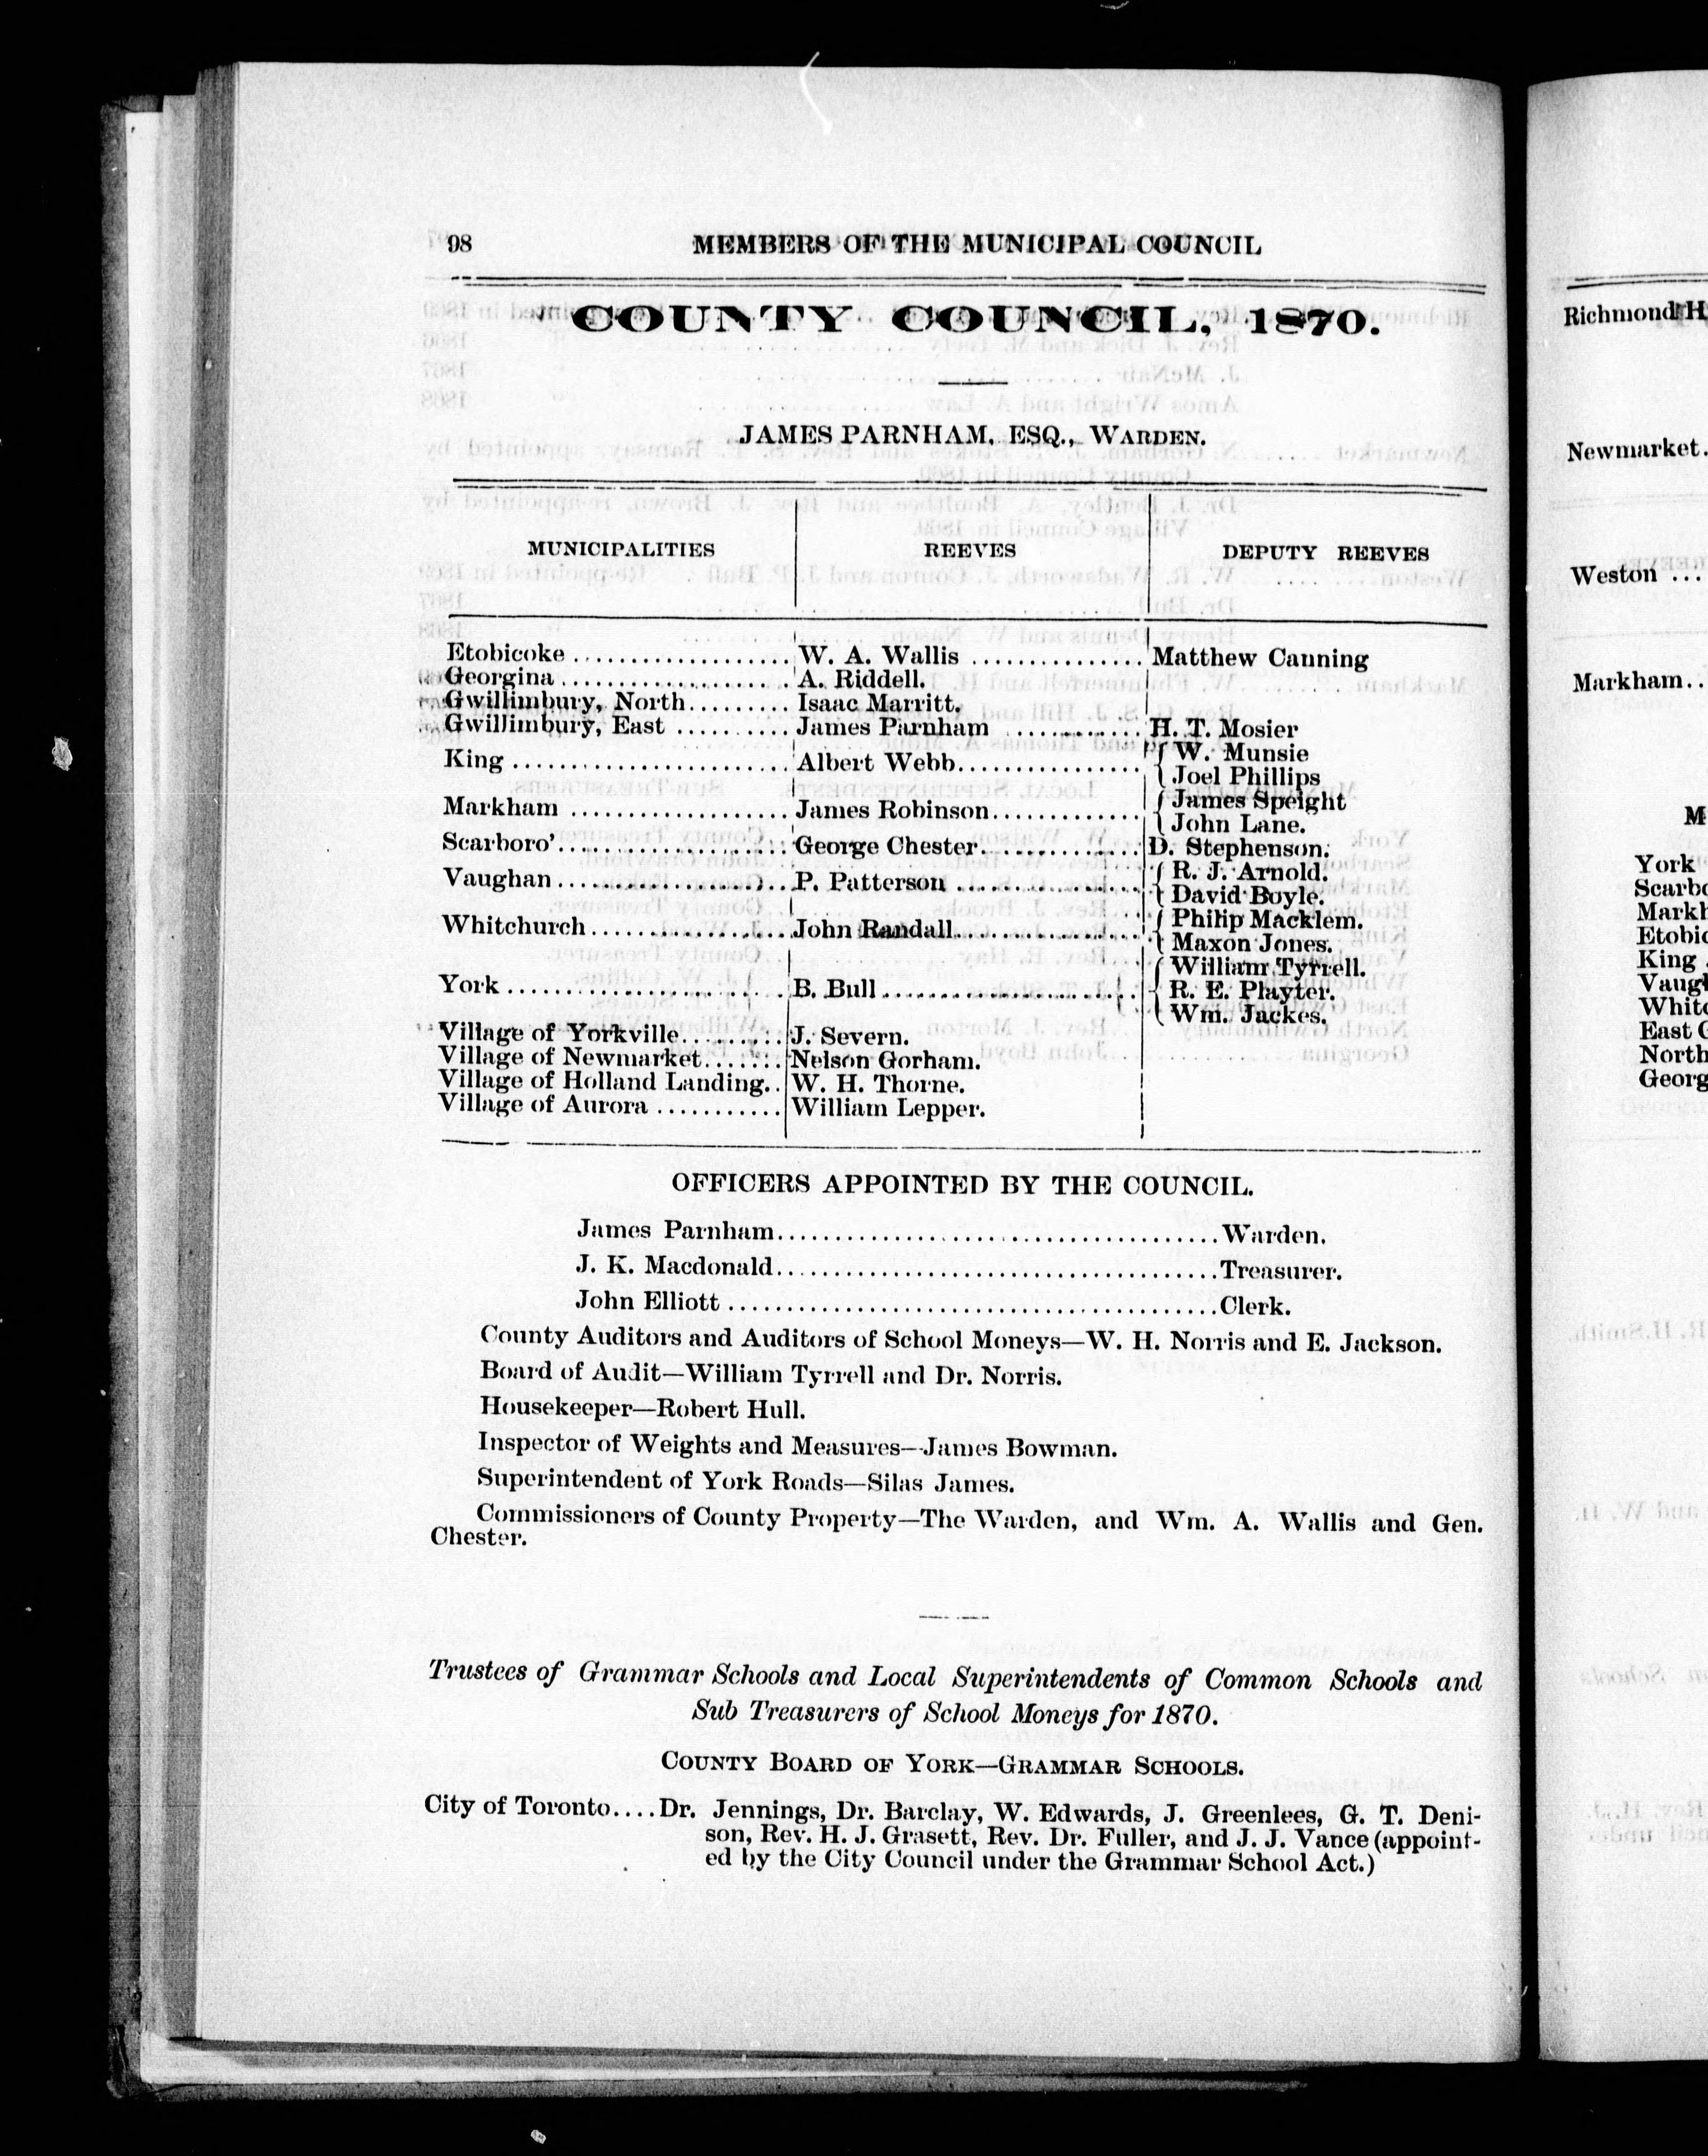 98 MEMBERS OF THE MUNICIPAL COUNCIL
COUNTY COUNCIL, 1870.
JAMES PARNHAM, ESQ., WARDEN.
MUNICIPALITIES REEVES DEPUTY REEVES
Etobicoke.................. W. A. Wallis ............... Matthew Canning
Georgina.................... A. Riddell.
Gwillimbury, North......... Isaac Marritt.
Gwillimbury, East .......... James Parnham ............ H. T. Mosier
King........................ Albert Webb................ { W. Munsie
{ Joel Phillips
Markham ................... James Robinson............. { James Speight
{ John Lane.
Scarboro'.................... George Chester.............. D. Stephenson.
Vaughan..................... P. Patterson ................ { R. J. Arnold.
{ David Boyle.
Whitchurch.................. John Randall................ { Philip Macklem.
{ Maxon Jones.
York........................ B. Bull...................... { William Tyrrell.
{ R. E. Playter.
{ Wm. Jackes.
Village of Yorkville......... J. Severn.
Village of Newmarket....... Nelson Gorham.
Village of Holland Landing.. W. H. Thorne.
Village of Aurora ........... William Lepper.
OFFICERS APPOINTED BY THE COUNCIL.
James Parnham......................................Warden.
J. K. Macdonald......................................Treasurer.
John Elliott ..........................................Clerk.
County Auditors and Auditors of School Moneys—W. H. Norris and E. Jackson.
Board of Audit—William Tyrrell and Dr. Norris.
Housekeeper—Robert Hull.
Inspector of Weights and Measures—James Bowman.
Superintendent of York Roads—Silas James.
Commissioners of County Property—The Warden, and Wm. A. Wallis and Gen.
Chester.
Trustees of Grammar Schools and Local Superintendents of Common Schools and
Sub Treasurers of School Moneys for 1870.
COUNTY BOARD OF YORK—GRAMMAR SCHOOLS.
City of Toronto....Dr. Jennings, Dr. Barclay, W. Edwards, J. Greenlees, G. T. Deni-
son, Rev. H. J. Grasett, Rev. Dr. Fuller, and J. J. Vance (appoint-
ed by the City Council under the Grammar School Act.)
Richmond H
Newmarket.
Weston ...
Markham..
M
York
Scarbo
Markh
Etobic
King
Vaugh
Whitc
East G
North
Georg